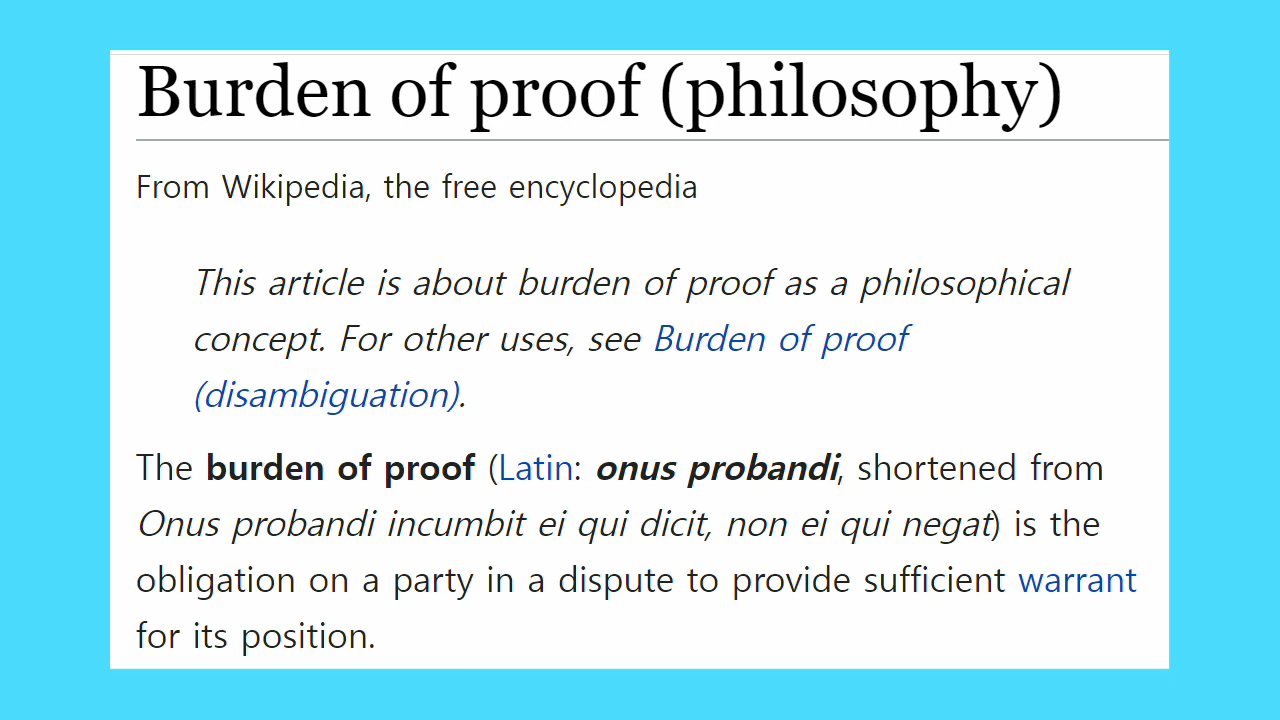 Burden of proof (philosophy)
From Wikipedia, the free encyclopedia
This article is about burden of proof as a philosophical
concept. For other uses, see Burden of proof
(disambiguation).
The burden of proof (Latin: onus probandi, shortened from
Onus probandi incumbit ei qui dicit, non ei qui negat) is the
obligation on a party in a dispute to provide sufficient warrant
for its position.